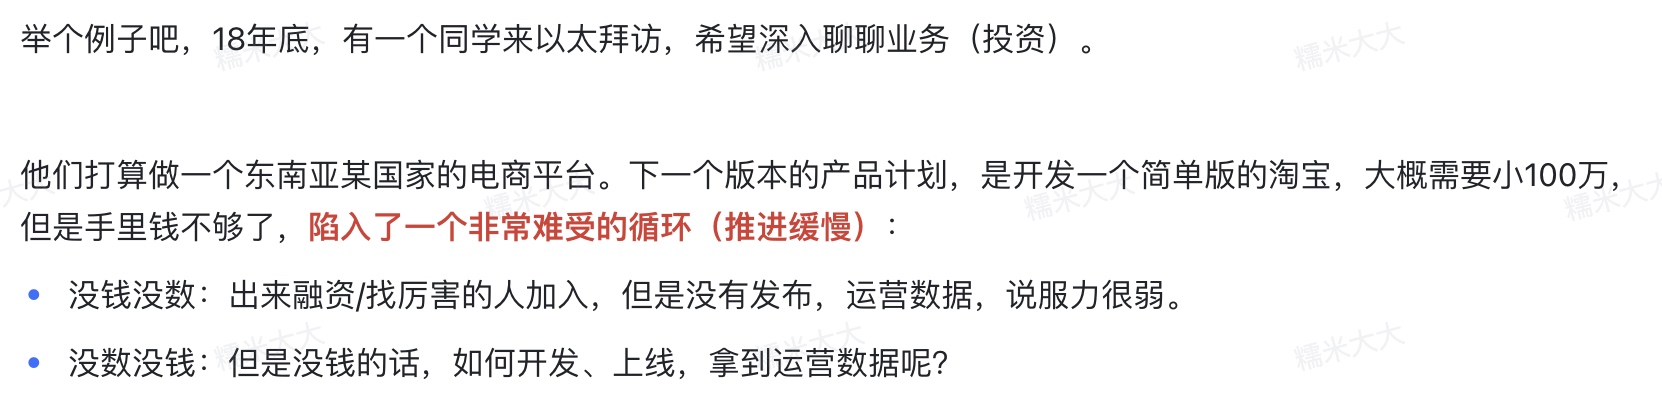 举个例子吧，18年底，有一个同学来以太拜访，希望深入聊聊业务（投资）。
他们打算做一个东南亚某国家的电商平台。下一个版本的产品计划，是开发一个简单版的淘宝，大概需要小100万，
但是手里钱不够了，陷入了一个非常难受的循环（推进缓慢）：
• 没钱没数：出来融资/找厉害的人加入，但是没有发布，运营数据，说服力很弱。
• 没数没钱：但是没钱的话，如何开发、上线，拿到运营数据呢？
糯米大大
糯米大大
糯米大大
糯米大大
糯米大大
糯米大大
糯米大大
糯米大大
糯米大大
糯米大大